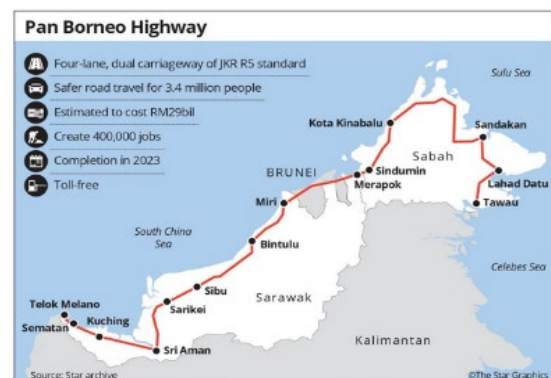 Pan Borneo Highway
Four-lane, dual carriageway of JKR R5 standard
Safer road travel for 3.4 million people
Estimated to cost RM29bil
Create 400,000 jobs
Completion in 2023
Toll-free
Sulu Sea
Kota Kinabalu
Sandakan
Sabah
BRUNEI
Sindumin
Merapok
Lahad Datu
Miri
Tawau
South China
Sea
Bintulu
Celebes Sea
Sibu
Sarawak
Telok Melano
Sarikei
Kuching
Sematan
Kalimantan
Sri Aman
Source: Star archive
©The Star Graphics